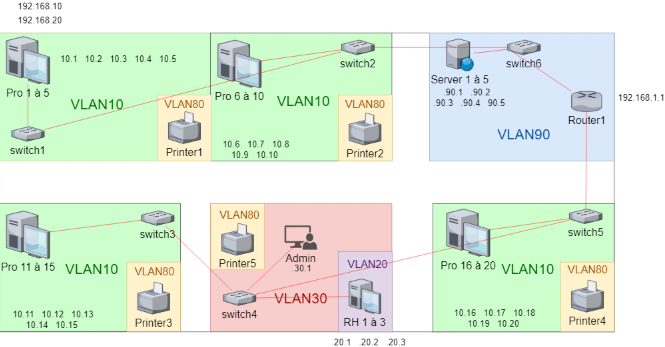 192.168.10
192.168.20
10.1 10.2 10.3 10.4 10.5
Pro 1 à 5
VLAN10
switch1
VLAN80
Printer1
Pro 6 à 10
VLAN10
switch2
10.6 10.7 10.8
10.9 10.10
VLAN80
Printer2
Server 1 à 5
.90.1 .90.2
.90.3 .90.4 90.5
switch6
Router1
VLAN90
192.168.1.1
Pro 11 à 15
VLAN10
switch3
10.11 10.12 10.13
10.14 10.15
VLAN80
Printer3
VLAN80
Printer5
Admin
30.1
switch4
VLAN30
VLAN20
RH 1 à 3
.20.1 .20.2 20.3
Pro 16 à 20
VLAN10
switch5
10.16 10.17 10.18
10.19 10.20
VLAN80
Printer4